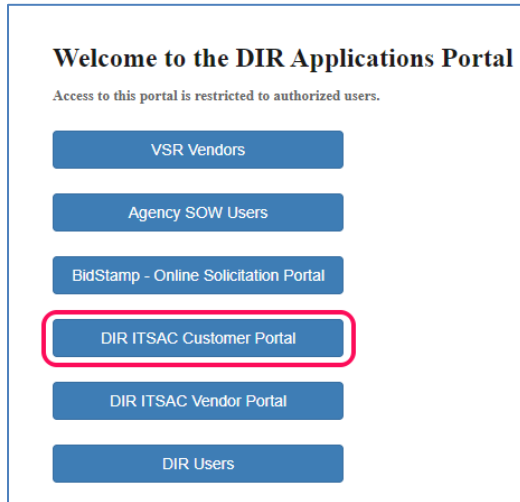 Welcome to the DIR Applications Portal
Access to this portal is restricted to authorized users.
VSR Vendors
Agency SOW Users
BidStamp - Online Solicitation Portal
DIR ITSAC Customer Portal
DIR ITSAC Vendor Portal
DIR Users